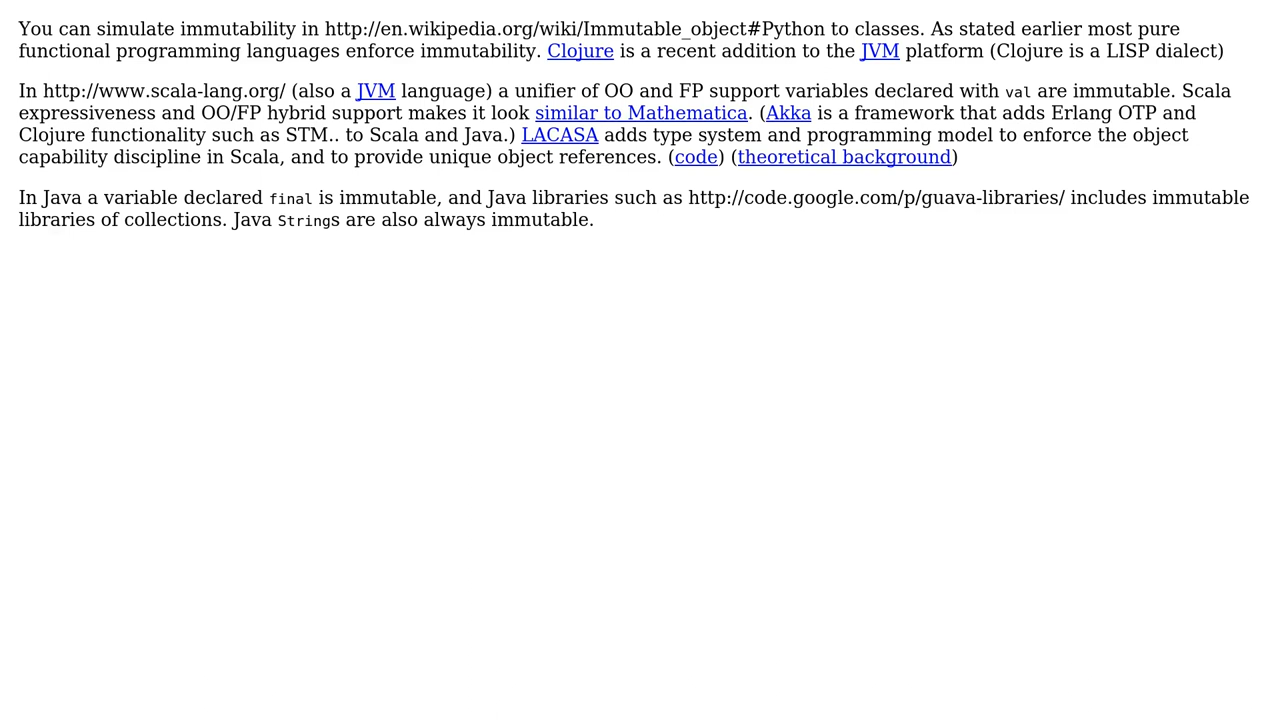 You can simulate immutability in http://en.wikipedia.org/wiki/Immutable_object#Python to classes. As stated earlier most pure
functional programming languages enforce immutability. Clojure is a recent addition to the JVM platform (Clojure is a LISP dialect)
In http://www.scala-lang.org/ (also a JVM language) a unifier of OO and FP support variables declared with val are immutable. Scala
expressiveness and OO/FP hybrid support makes it look similar to Mathematica. (Akka is a framework that adds Erlang OTP and
Clojure functionality such as STM.. to Scala and Java.) LACASA adds type system and programming model to enforce the object
capability discipline in Scala, and to provide unique object references. (code) (theoretical background)
In Java a variable declared final is immutable, and Java libraries such as http://code.google.com/p/guava-libraries/ includes immutable
libraries of collections. Java Strings are also always immutable.